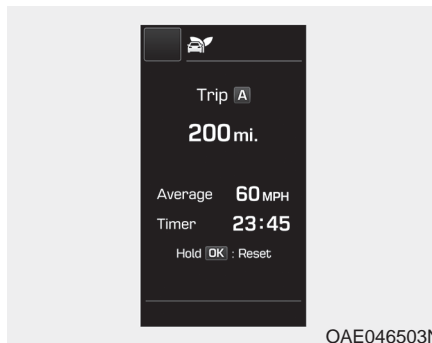 Trip A
200 mi.
Average 60 MPH
Timer 23:45
Hold OK : Reset
OAE046503N